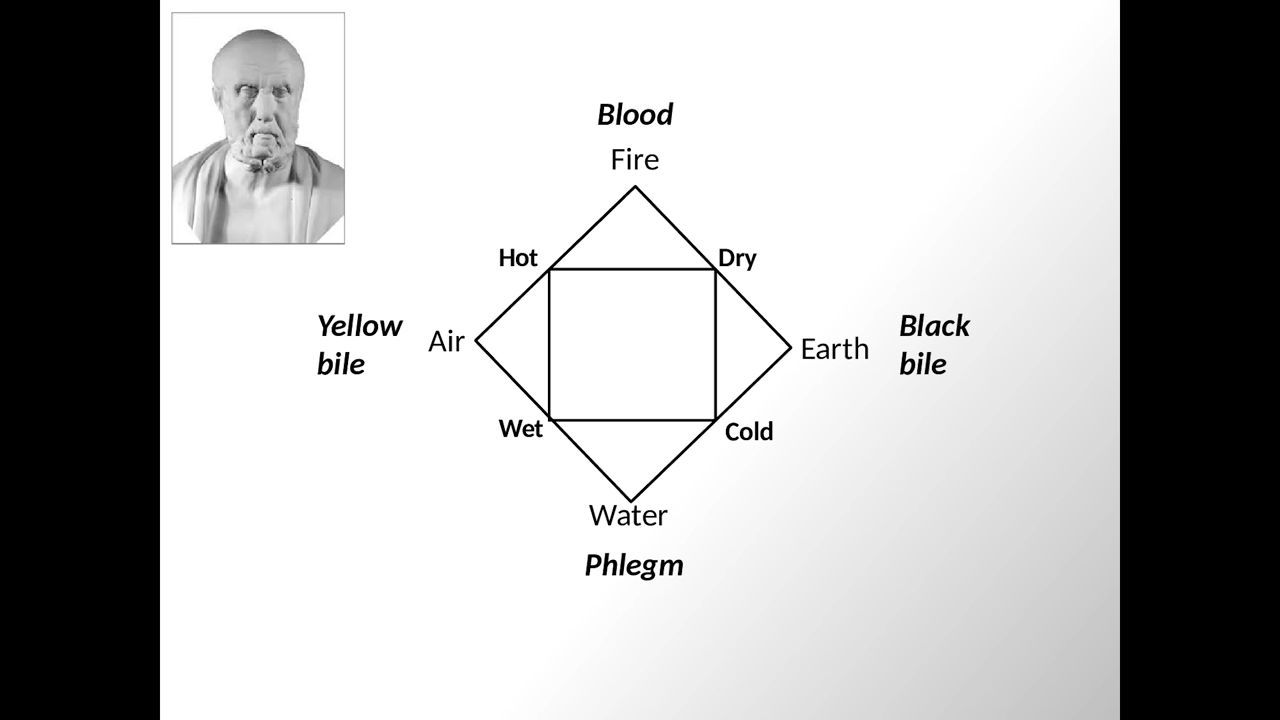 Blood
Fire
Hot
Dry
Yellow
bile
Air
Earth
Black
bile
Wet
Cold
Water
Phlegm